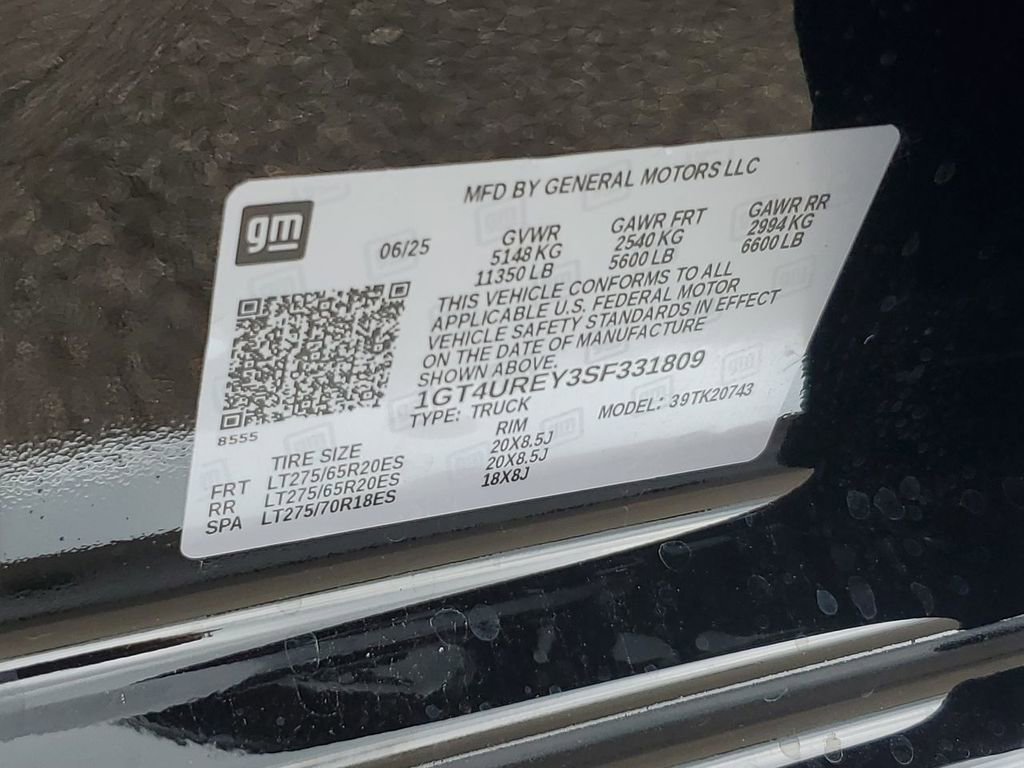 MFD BY GENERAL MOTORS LLC
gm
06/25
GVWR GAWR FRT GAWR RR
5148 KG 2540 KG 2994 KG
11350 LB 5600 LB 6600 LB
THIS VEHICLE CONFORMS TO ALL
APPLICABLE U.S. FEDERAL MOTOR
VEHICLE SAFETY STANDARDS IN EFFECT
ON THE DATE OF MANUFACTURE
SHOWN ABOVE.
1GT4UREY3SF331809
TYPE: TRUCK MODEL: 39TK20743
8555
TIRE SIZE RIM
FRT LT275/65R20ES 20X8.5J
RR LT275/65R20ES 20X8.5J
SPA LT275/70R18ES 18X8J